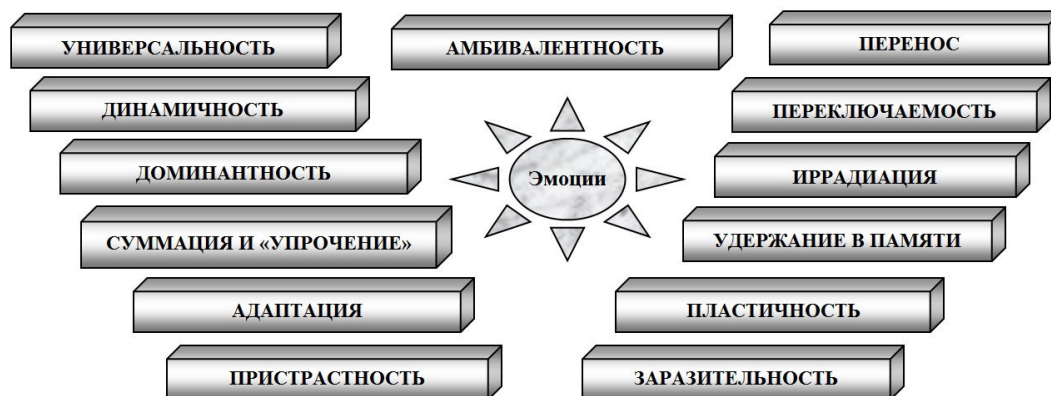 УНИВЕРСАЛЬНОСТЬ
АМБИВАЛЕНТНОСТЬ
ПЕРЕНОС
ДИНАМИЧНОСТЬ
ПЕРЕКЛЮЧАЕМОСТЬ
ДОМИНАНТНОСТЬ
Эмоции
ИРРАДИАЦИЯ
СУММАЦИЯ И «УПРОЧЕНИЕ»
УДЕРЖАНИЕ В ПАМЯТИ
АДАПТАЦИЯ
ПЛАСТИЧНОСТЬ
ПРИСТРАСТНОСТЬ
ЗАРАЗИТЕЛЬНОСТЬ